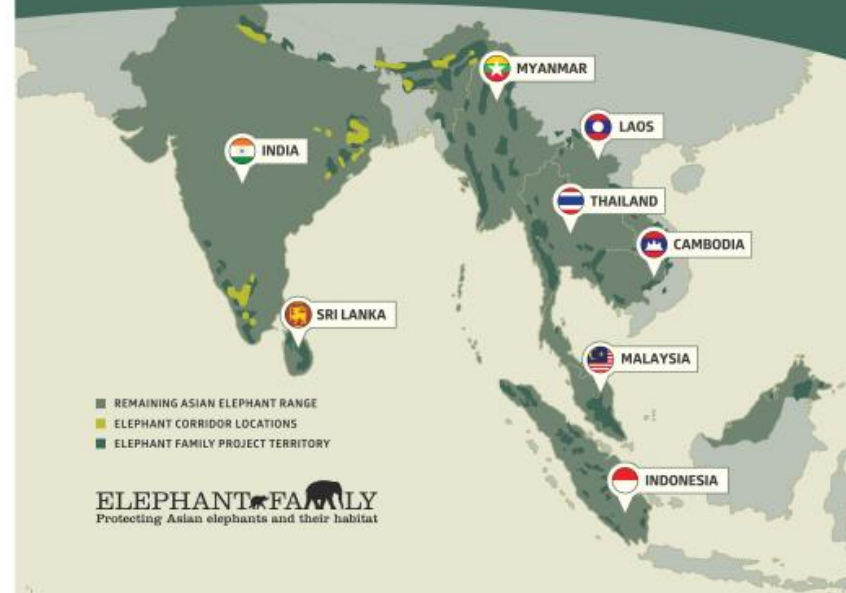 MYANMAR
LAOS
INDIA
THAILAND
CAMBODIA
SRI LANKA
MALAYSIA
REMAINING ASIAN ELEPHANT RANGE
ELEPHANT CORRIDOR LOCATIONS
ELEPHANT FAMILY PROJECT TERRITORY
INDONESIA
ELEPHANT FAMILY
Protecting Asian elephants and their habitat